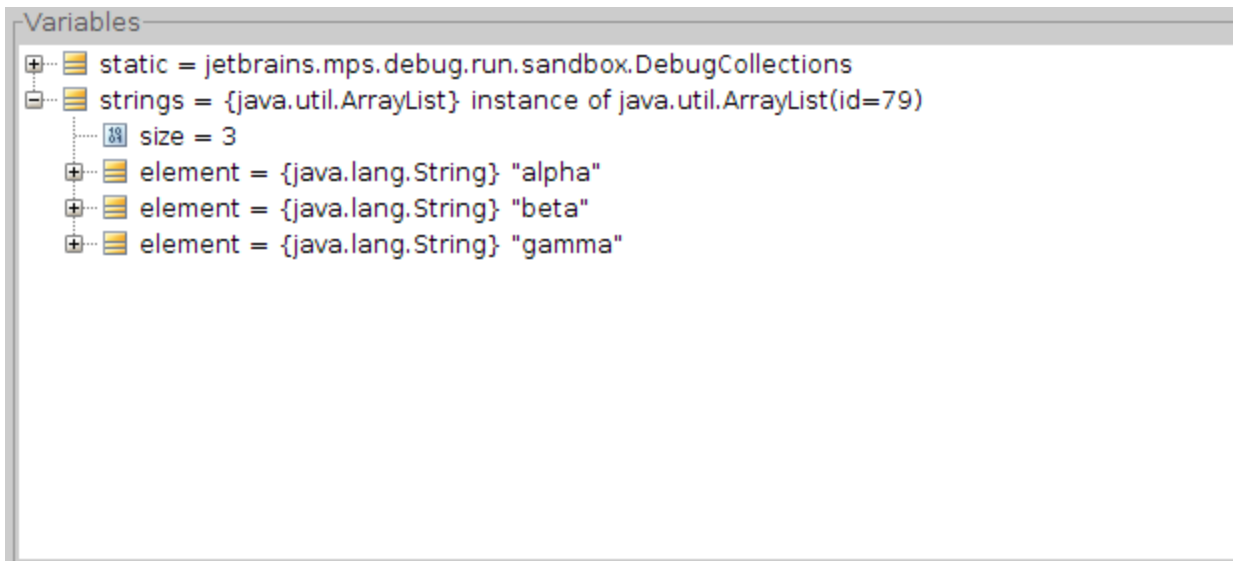 Variables
static = jetbrains.mps.debug.run.sandbox.DebugCollections
strings = {java.util.ArrayList} instance of java.util.ArrayList(id=79)
size = 3
element = {java.lang.String} "alpha"
element = {java.lang.String} "beta"
element = {java.lang.String} "gamma"